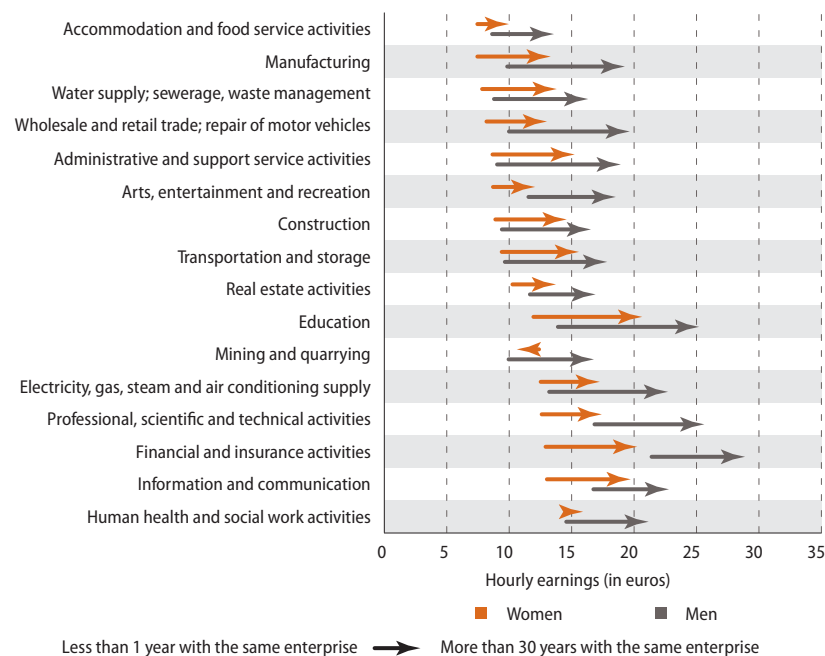 Accommodation and food service activities
Manufacturing
Water supply; sewerage, waste management
Wholesale and retail trade; repair of motor vehicles
Administrative and support service activities
Arts, entertainment and recreation
Construction
Transportation and storage
Real estate activities
Education
Mining and quarrying
Electricity, gas, steam and air conditioning supply
Professional, scientific and technical activities
Financial and insurance activities
Information and communication
Human health and social work activities
0 5 10 15 20 25 30 35
Hourly earnings (in euros)
Women Men
Less than 1 year with the same enterprise More than 30 years with the same enterprise